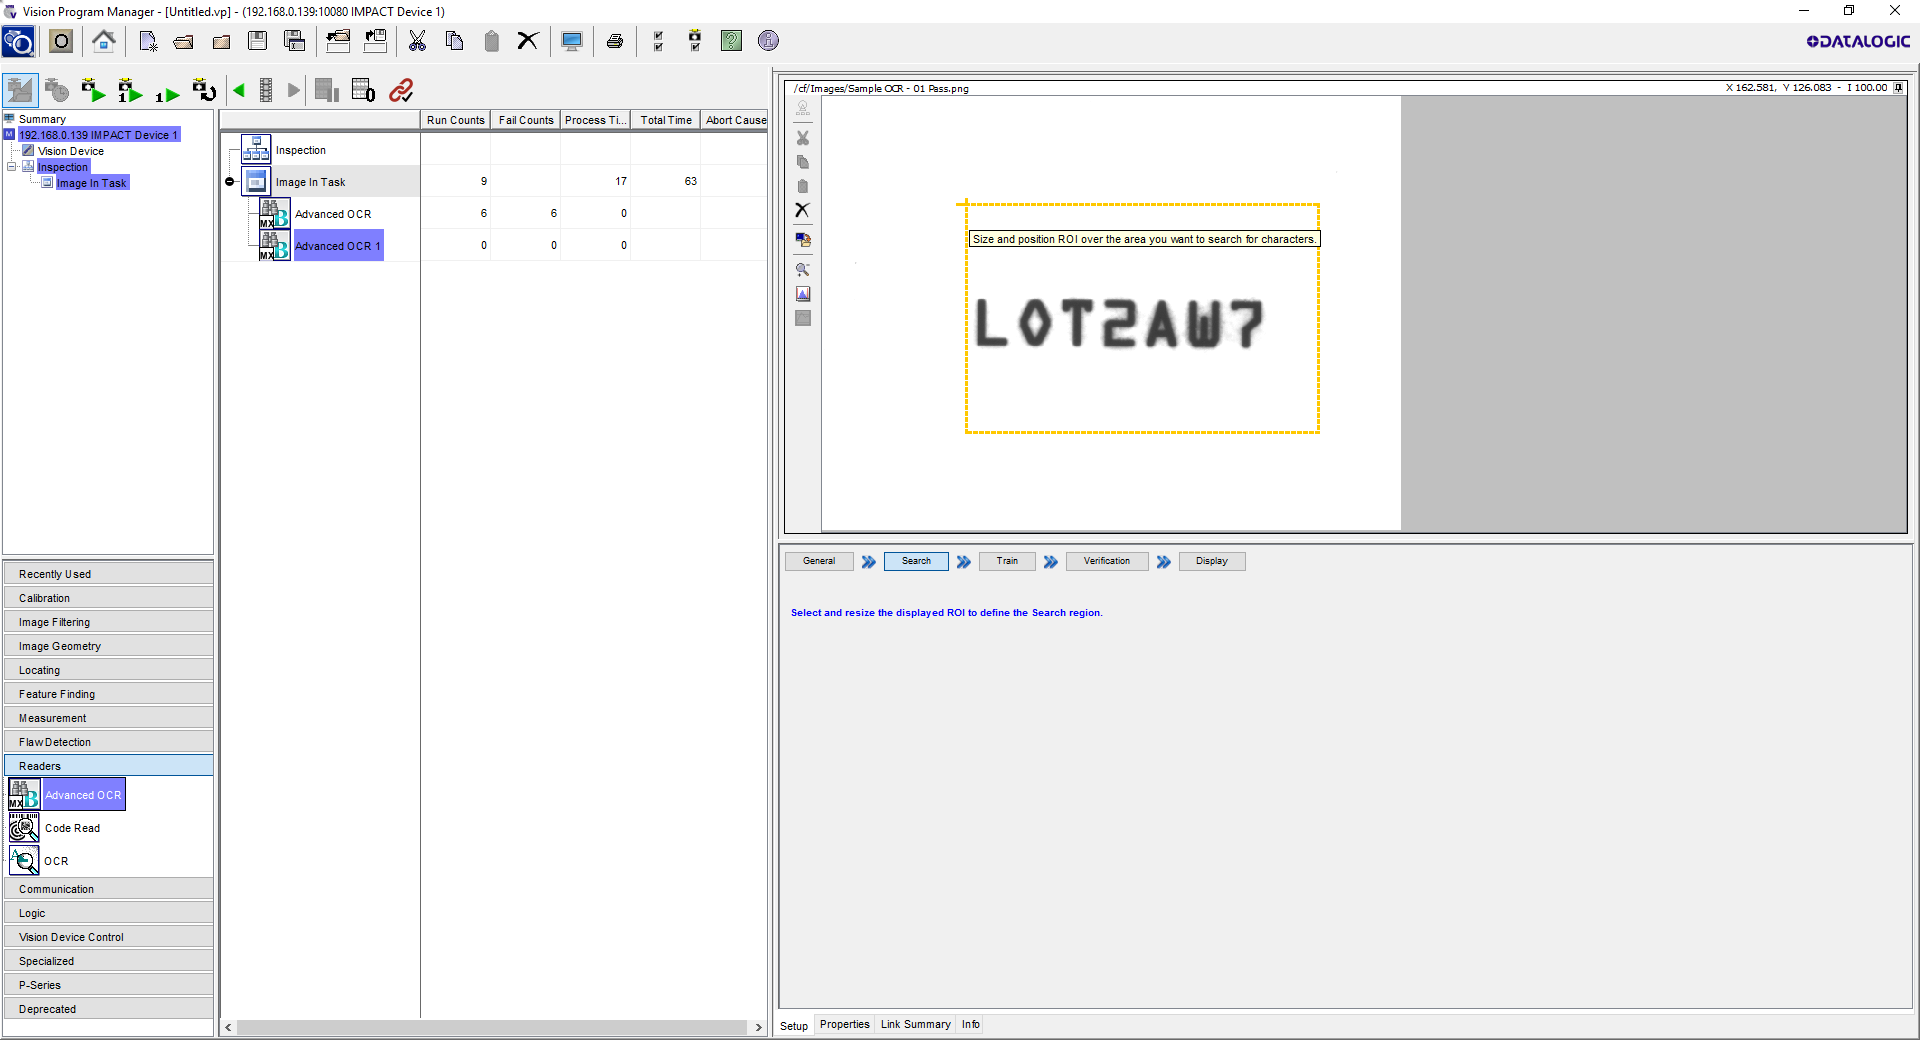 Vision Program Manager - [Untitled.vp] - (192.168.0.139:10080 IMPACT Device 1)
DATALOGIC
Summary
192.168.0.139 IMPACT Device 1
Vision Device
Inspection
Image In Task
Recently Used
Calibration
Image Filtering
Image Geometry
Locating
Feature Finding
Measurement
Flaw Detection
Readers
Advanced OCR
Code Read
OCR
Communication
Logic
Vision Device Control
Specialized
P-Series
Deprecated
Run Counts Fail Counts Process Ti... Total Time Abort Cause
Inspection
Image In Task 9 17 63
Advanced OCR 6 6 0
Advanced OCR 1 0 0 0
/cf/Images/Sample OCR - 01 Pass.png X 162.581, Y 126.083 - I 100.00
Size and position ROI over the area you want to search for characters.
LOT2AW7
General Search Train Verification Display
Select and resize the displayed ROI to define the Search region.
Setup Properties Link Summary Info